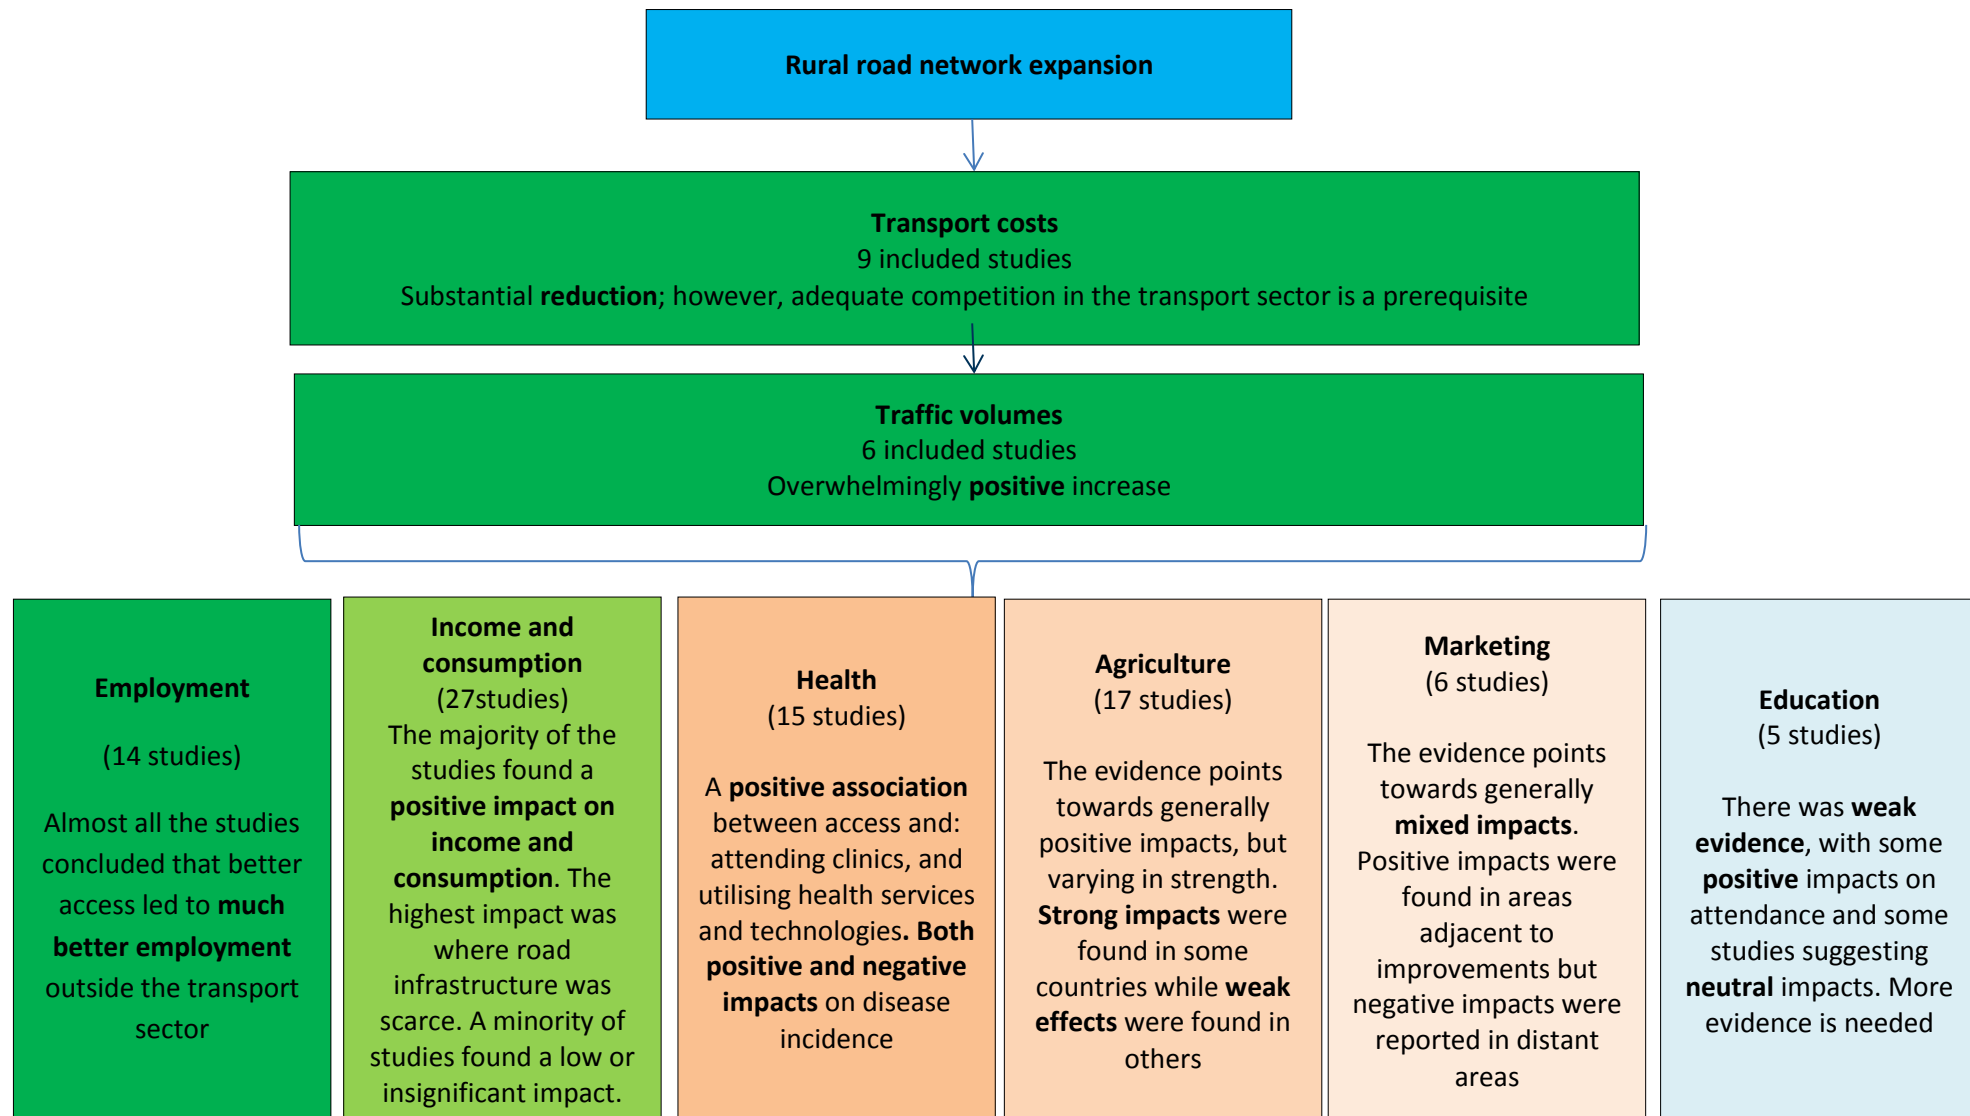 Rural road network expansion
Transport costs
9 included studies
Substantial reduction; however, adequate competition in the transport sector is a prerequisite
Traffic volumes
6 included studies
Overwhelmingly positive increase
Employment
(14 studies)
Almost all the studies
concluded that better
access led to much
better employment
outside the transport
sector
Income and
consumption
(27studies)
The majority of the
studies found a
positive impact on
income and
consumption. The
highest impact was
where road
infrastructure was
scarce. A minority of
studies found a low or
insignificant impact.
Health
(15 studies)
A positive association
between access and:
attending clinics, and
utilising health services
and technologies. Both
positive and negative
impacts on disease
incidence
Agriculture
(17 studies)
The evidence points
towards generally
positive impacts, but
varying in strength.
Strong impacts were
found in some
countries while weak
effects were found in
others
Marketing
(6 studies)
The evidence points
towards generally
mixed impacts.
Positive impacts were
found in areas
adjacent to
improvements but
negative impacts were
reported in distant
areas
Education
(5 studies)
There was weak
evidence, with some
positive impacts on
attendance and some
studies suggesting
neutral impacts. More
evidence is needed